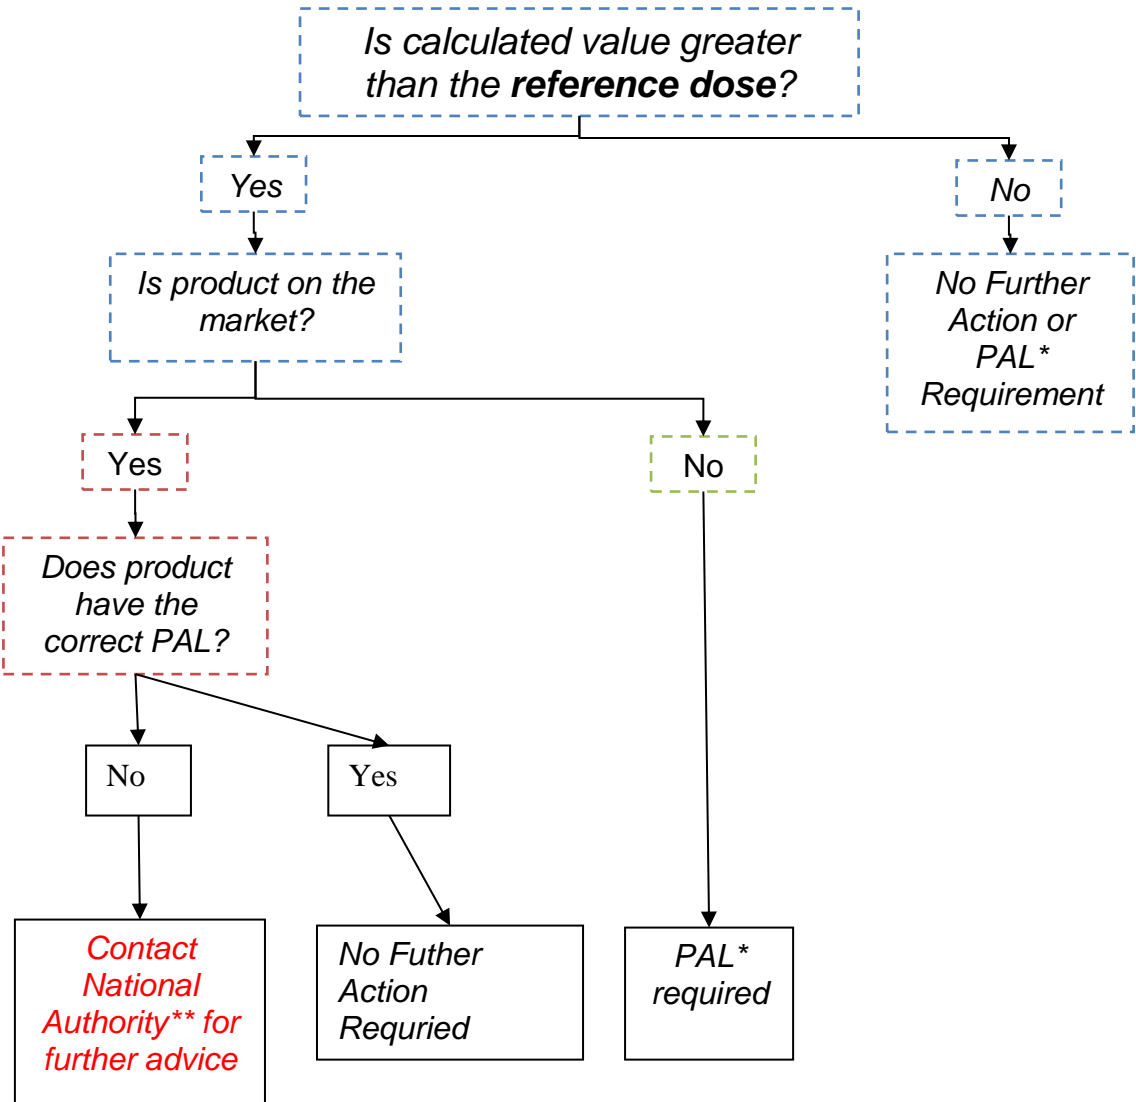 Is calculated value greater
than the reference dose?
Yes
No
Is product on the
market?
No Further
Action or
PAL*
Requirement
Yes
No
Does product
have the
correct PAL?
No
Yes
Contact
National
Authority** for
further advice
No Futher
Action
Requried
PAL*
required